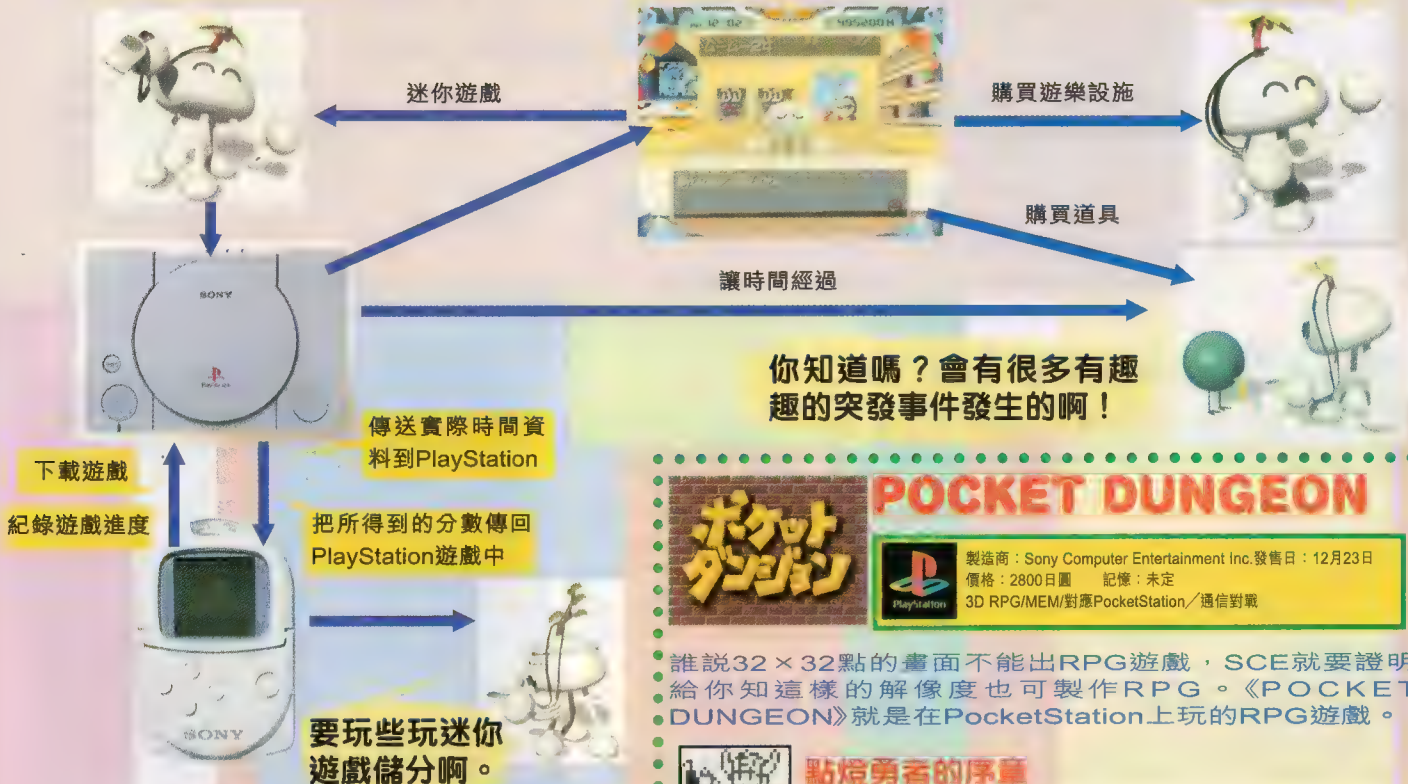 12 02
495200N
迷你遊戲
購買遊樂設施
購買道具
讓時間經過
SONY
PlayStation
你知道嗎？會有很多有趣
趣的突發事件發生的啊！
傳送實際時間資
料到PlayStation
下載遊戲
紀錄遊戲進度
把所得到的分數傳回
PlayStation遊戲中
SONY
要玩些玩迷你
遊戲儲分啊。
ポケット
ダンジョン
POCKET DUNGEON
PlayStation
製造商：Sony Computer Entertainment Inc.發售日：12月23日
價格：2800日圓 記憶：未定
3D RPG/MEM/對應PocketStation／通信對戰
誰説32×32點的畫面不能出RPG遊戲，SCE就要證明
給你知這樣的解像度也可製作RPG。《POCKET
DUNGEON》就是在PocketStation上玩的RPG遊戲。
點燈勇者的序章